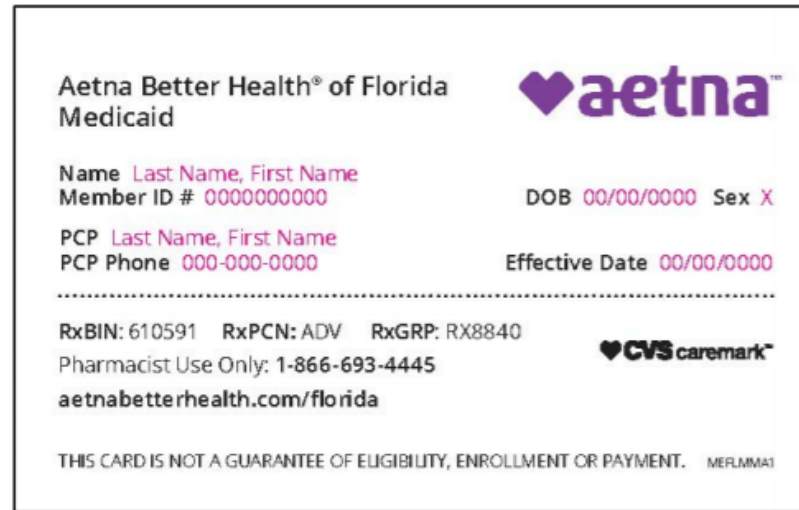 Aetna Better Health® of Florida
Medicaid
aetna™
Name Last Name, First Name
Member ID # 0000000000
DOB 00/00/0000 Sex X
PCP Last Name, First Name
PCP Phone 000-000-0000
Effective Date 00/00/0000
RxBIN: 610591 RxPCN: ADV RxGRP: RX8840
Pharmacist Use Only: 1-866-693-4445
CVS caremark™
aetnabetterhealth.com/florida
THIS CARD IS NOT A GUARANTEE OF ELIGIBILITY, ENROLLMENT OR PAYMENT. MEFLMMA1